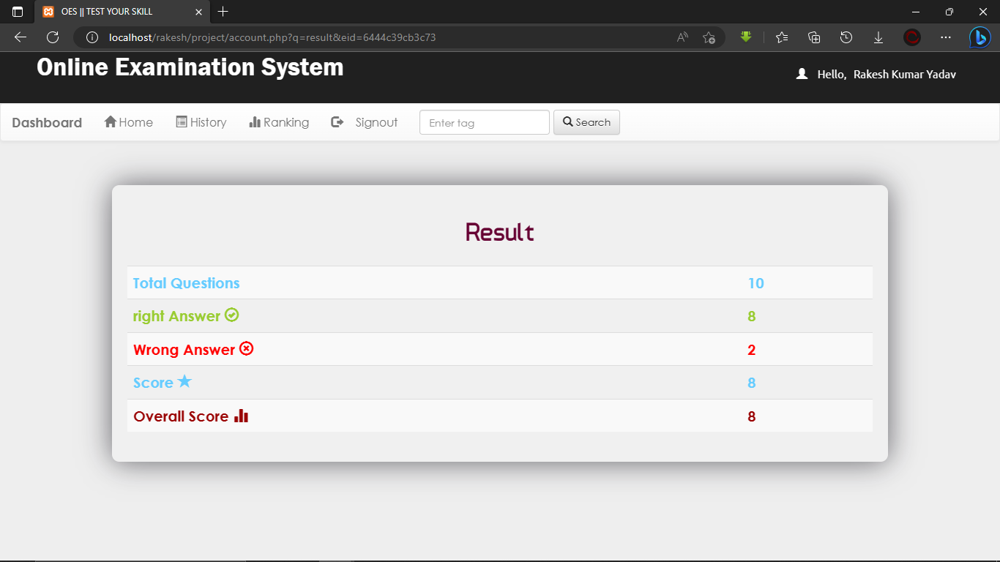 OES || TEST YOUR SKILL
localhost/rakesh/project/account.php?q=result&eid=6444c39cb3c73
Online Examination System
Hello, Rakesh Kumar Yadav
Dashboard Home History Ranking Signout Enter tag Search
Result
Total Questions 10
right Answer 8
Wrong Answer 2
Score 8
Overall Score 8